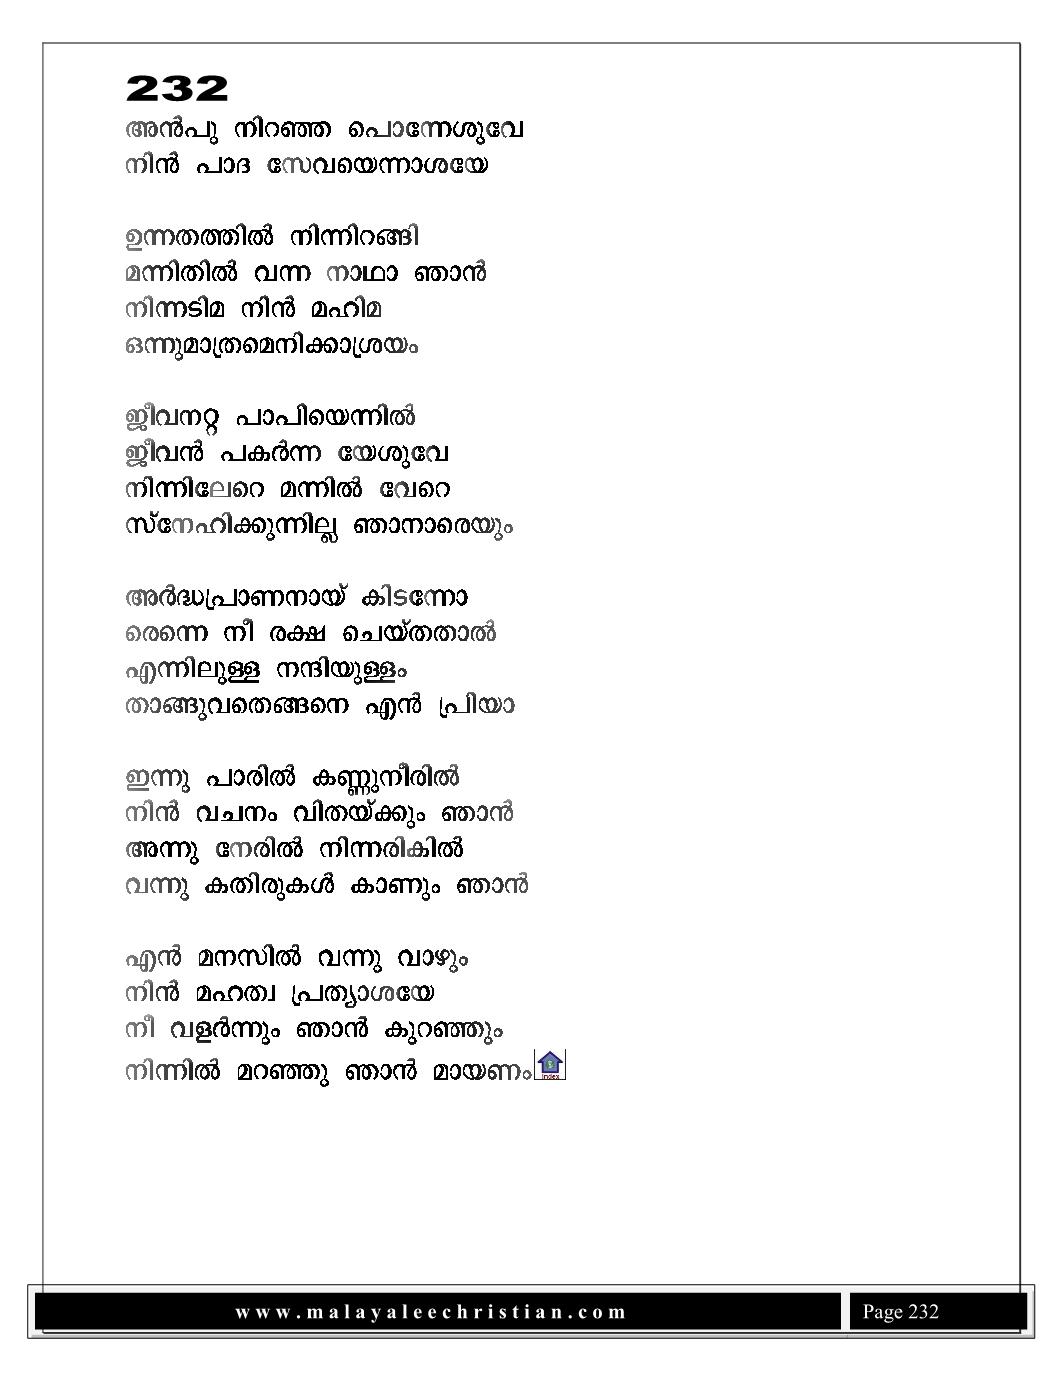 232
അൻപു നിറഞ്ഞ പൊന്നേശുവേ
നിൻ പാദ സേവയെന്നാശയേ
ഉന്നതത്തിൽ നിന്നിറങ്ങി
മന്നിതിൽ വന്ന നാഥാ ഞാൻ
നിന്നടിമ നിൻ മഹിമ
ഒന്നുമാത്രമെനിക്കാശ്രയം
ജീവനറ്റ പാപിയെന്നിൽ
ജീവൻ പകർന്ന യേശുവേ
നിന്നിലേറെ മന്നിൽ വേറെ
സ്നേഹിക്കുന്നില്ല ഞാനാരെയും
അർദ്ധപ്രാണനായ് കിടന്നോ
രെന്നെ നീ രക്ഷ ചെയ്തതാൽ
എന്നിലുള്ള നന്ദിയുള്ളം
താങ്ങുവതെങ്ങനെ എൻ പ്രിയാ
ഇന്നു പാരിൽ കണ്ണുനീരിൽ
നിൻ വചനം വിതയ്ക്കും ഞാൻ
അന്നു നേരിൽ നിന്നരികിൽ
വന്നു കതിരുകൾ കാണും ഞാൻ
എൻ മനസിൽ വന്നു വാഴും
നിൻ മഹത്വ പ്രത്യാശയേ
നീ വളർന്നും ഞാൻ കുറഞ്ഞും
നിന്നിൽ മറഞ്ഞു ഞാൻ മായണം
Index
www.malayaleechristian.com
Page 232